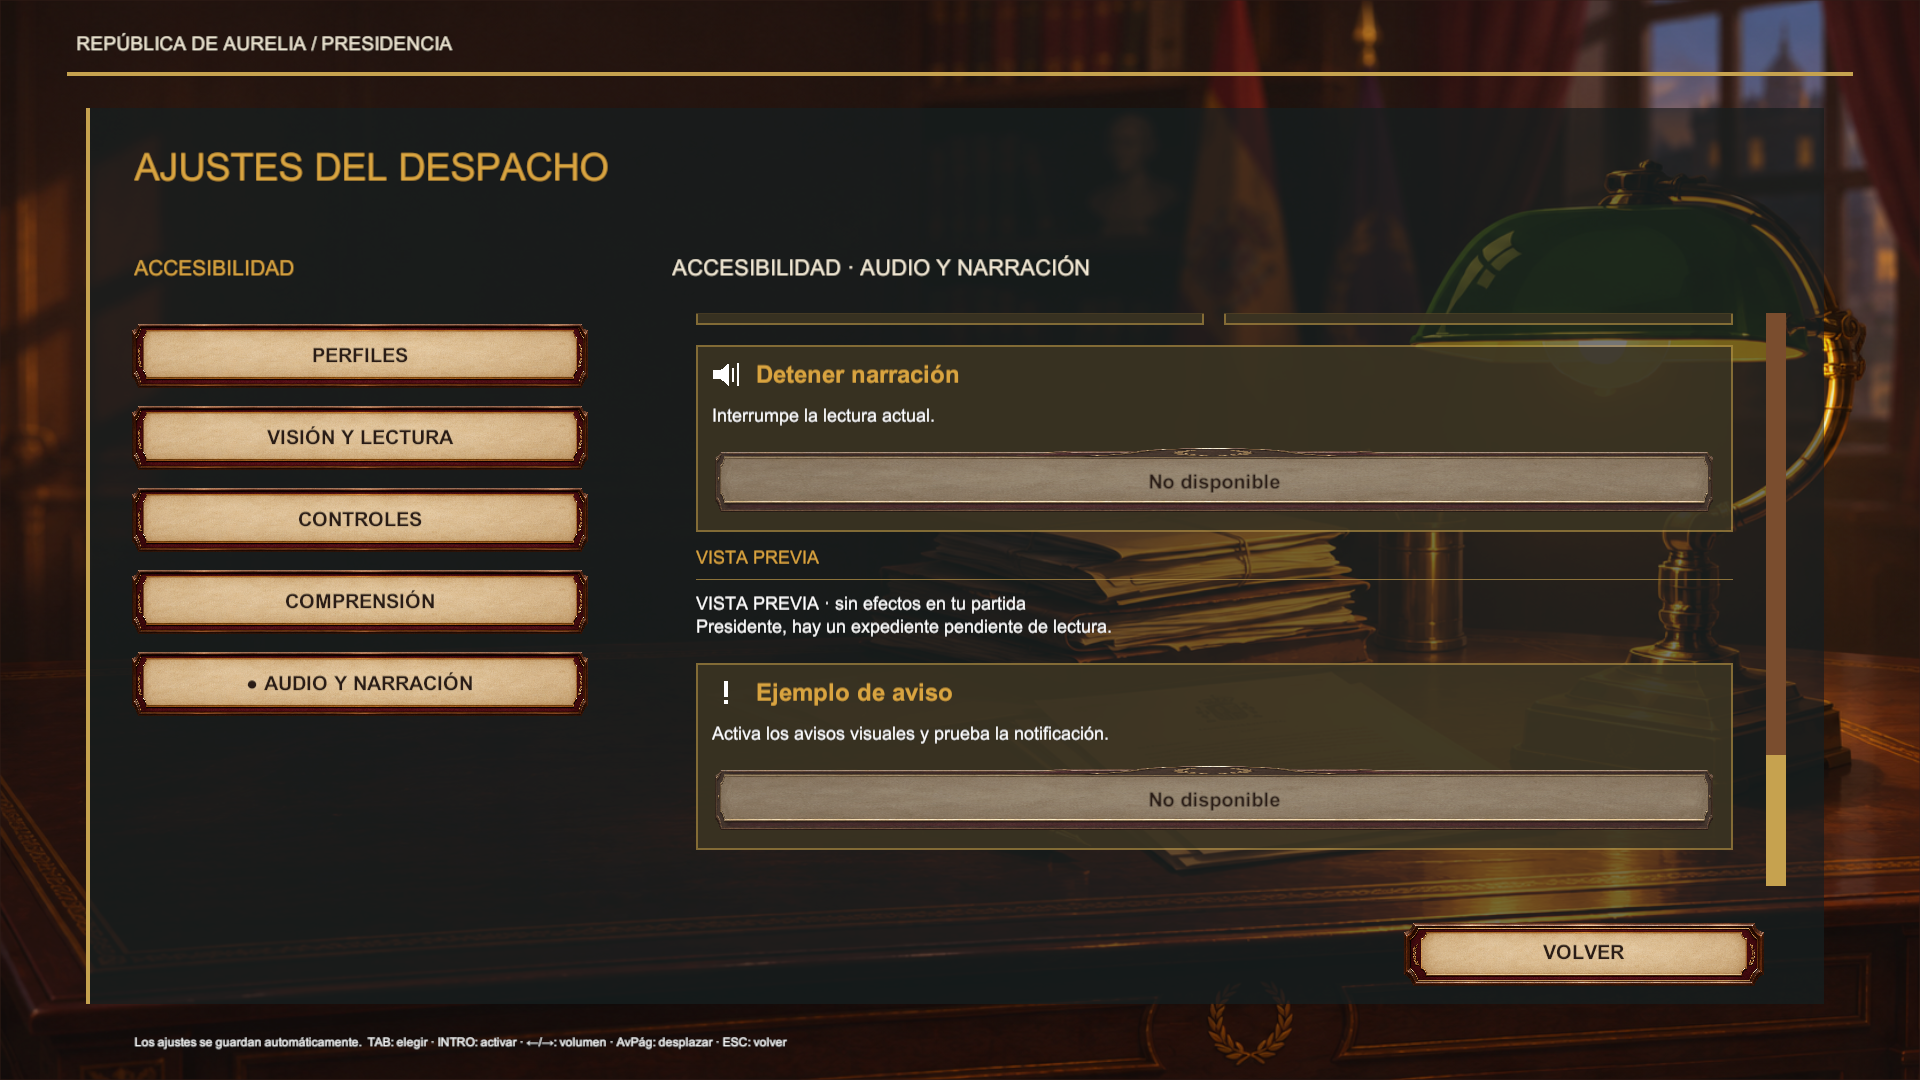 REPÚBLICA DE AURELIA / PRESIDENCIA
AJUSTES DEL DESPACHO
ACCESIBILIDAD
PERFILES
VISIÓN Y LECTURA
CONTROLES
COMPRENSIÓN
● AUDIO Y NARRACIÓN
ACCESIBILIDAD · AUDIO Y NARRACIÓN
Detener narración
Interrumpe la lectura actual.
No disponible
VISTA PREVIA
VISTA PREVIA · sin efectos en tu partida
Presidente, hay un expediente pendiente de lectura.
! Ejemplo de aviso
Activa los avisos visuales y prueba la notificación.
No disponible
VOLVER
Los ajustes se guardan automáticamente. TAB: elegir · INTRO: activar · ←/→: volumen · AvPág: desplazar · ESC: volver